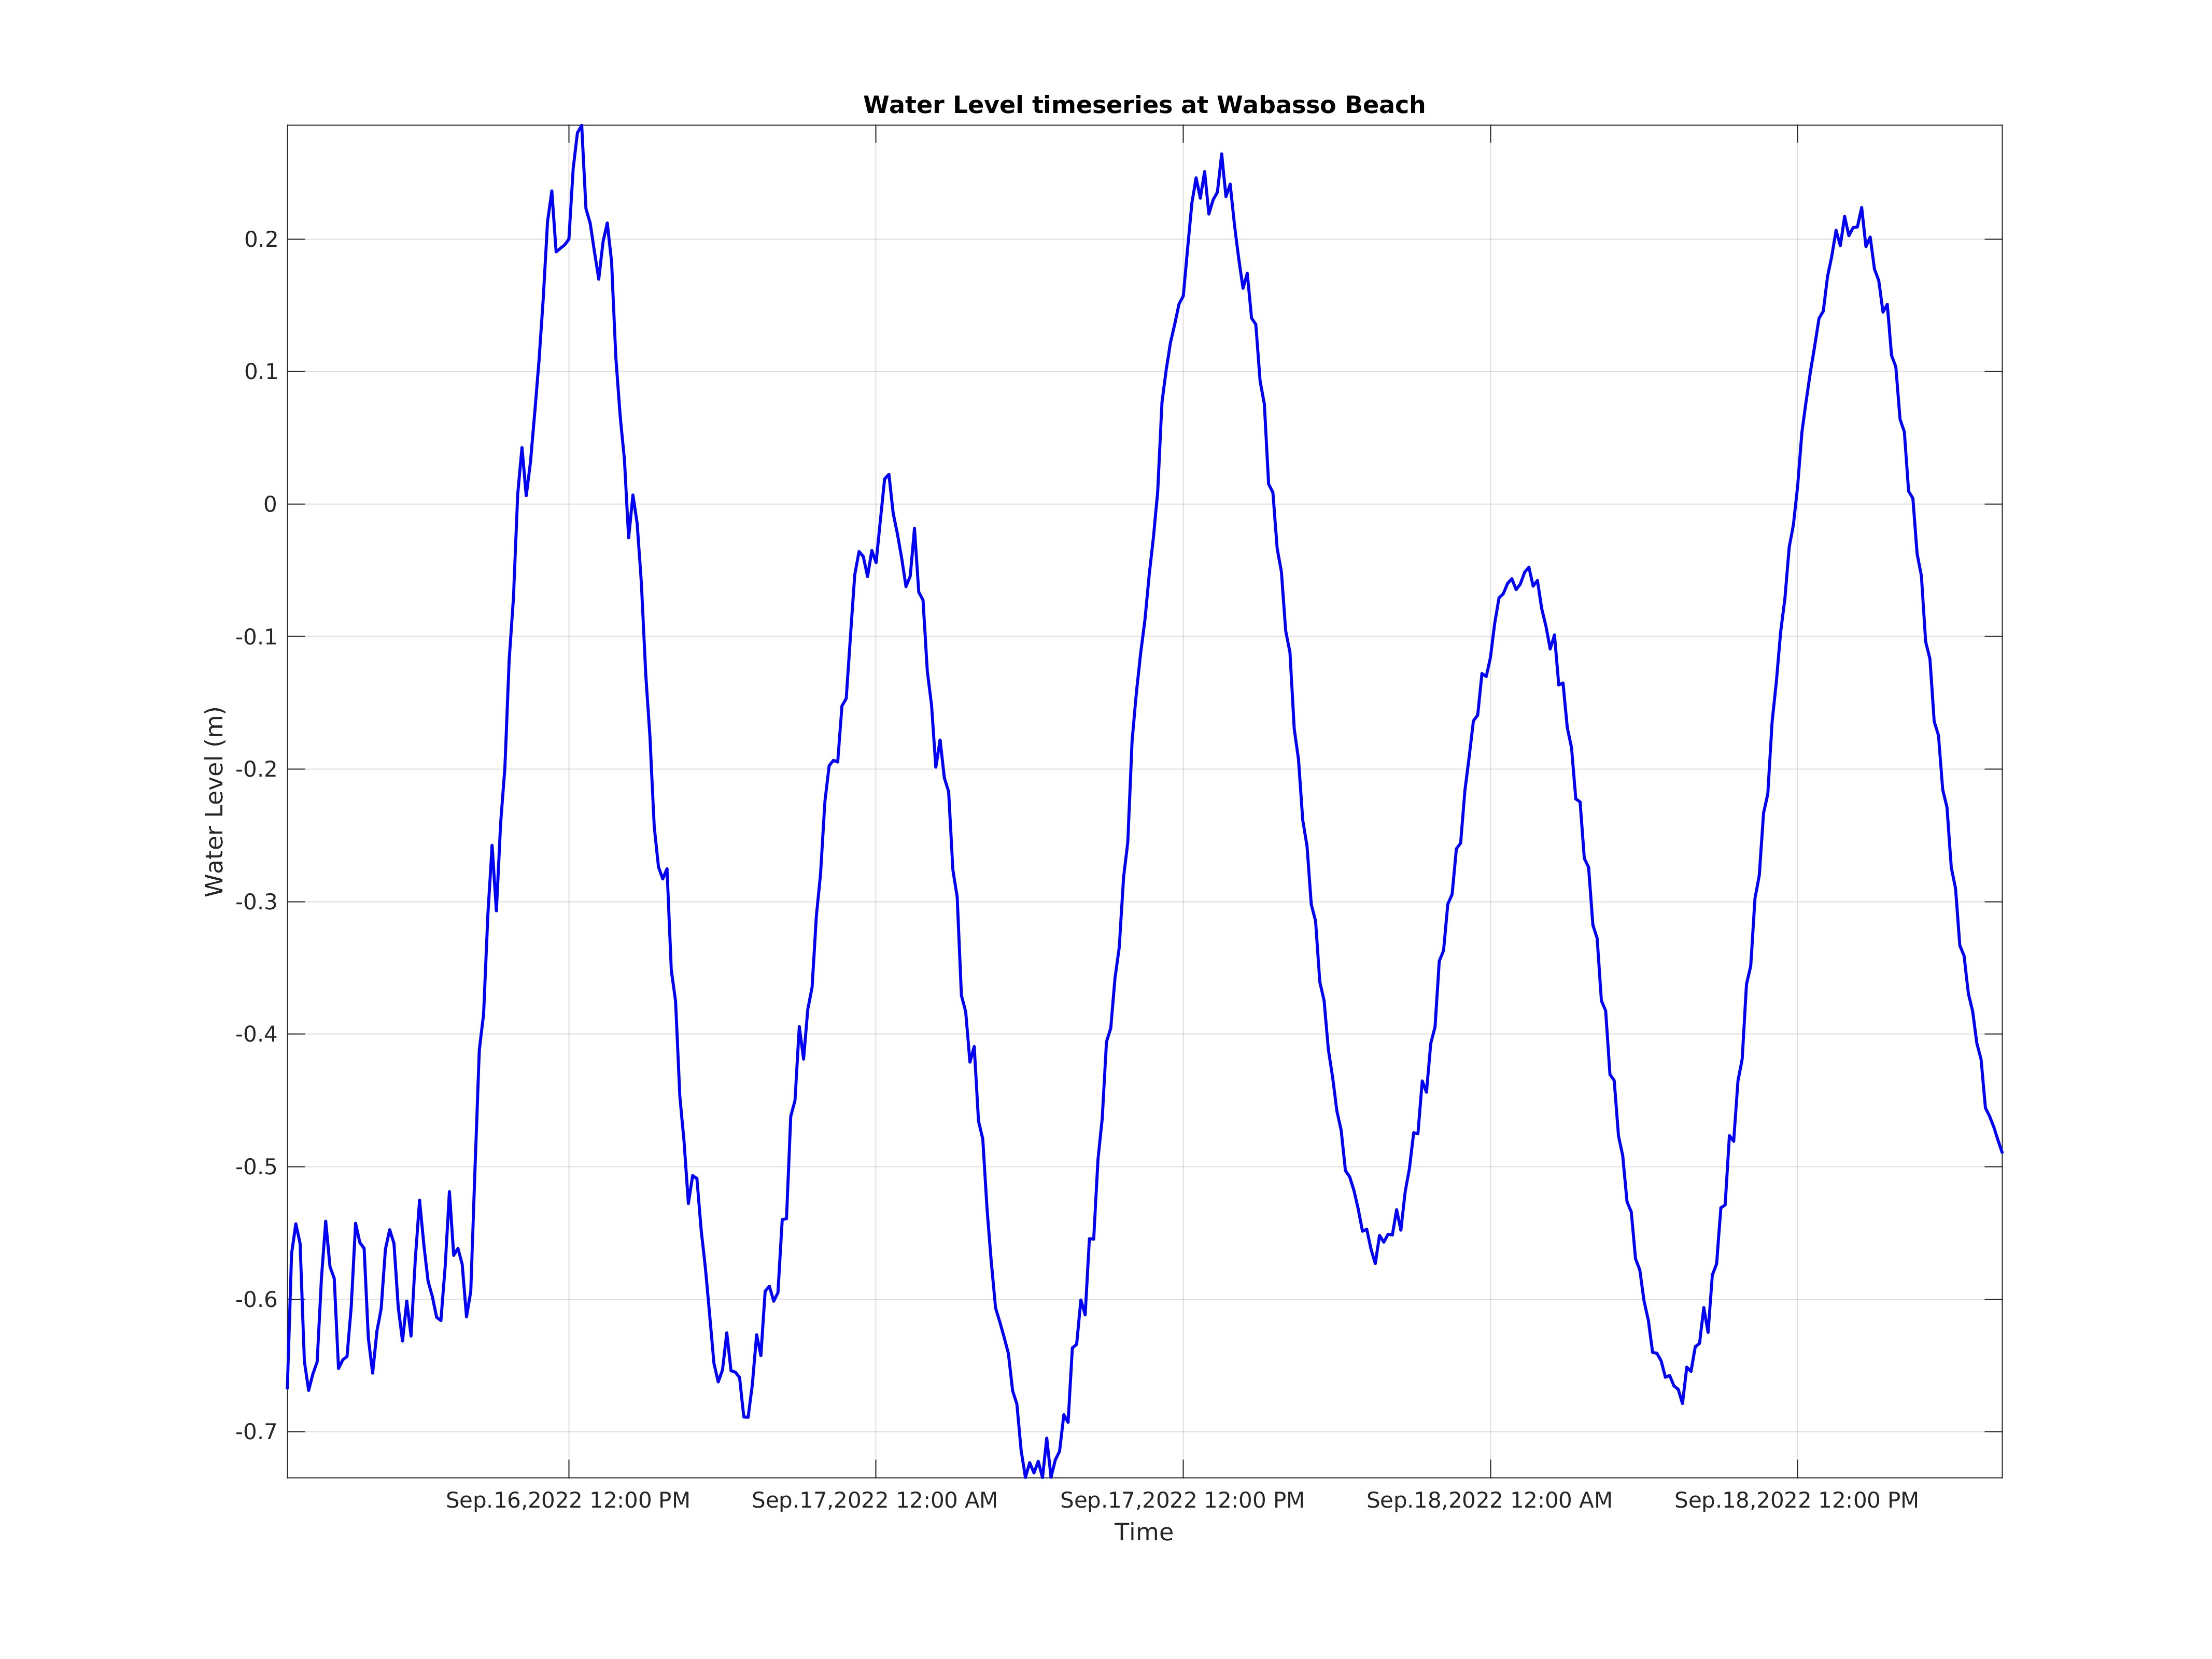 Water Level timeseries at Wabasso Beach
0.2
0.1
0
-0.1
-0.2
-0.3
-0.4
-0.5
-0.6
-0.7
Water Level (m)
Sep.16,2022 12:00 PM Sep.17,2022 12:00 AM Sep.17,2022 12:00 PM Sep.18,2022 12:00 AM Sep.18,2022 12:00 PM
Time